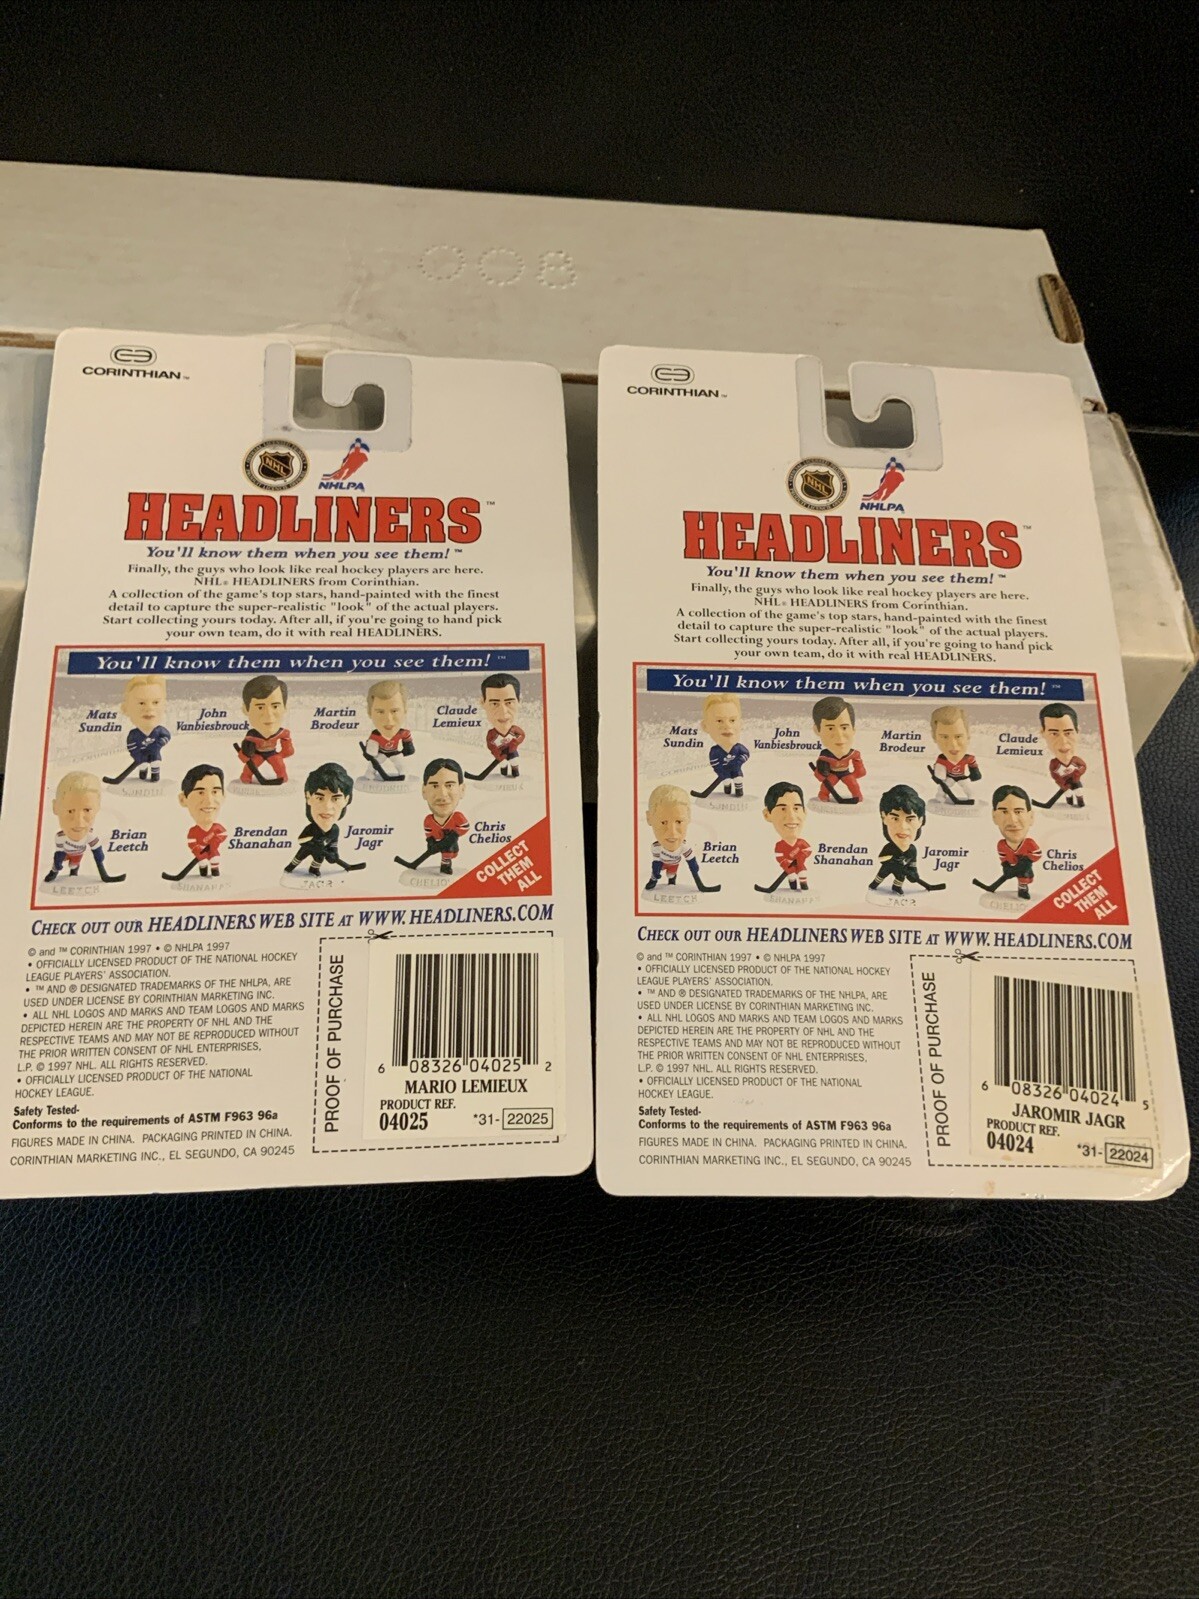 008
CORINTHIAN™
NHL
NHLPA
HEADLINERS™
You'll know them when you see them!™
Finally, the guys who look like real hockey players are here.
NHL® HEADLINERS from Corinthian.
A collection of the game's top stars, hand-painted with the finest
detail to capture the super-realistic "look" of the actual players.
Start collecting yours today. After all, if you're going to hand pick
your own team, do it with real HEADLINERS.
You'll know them when you see them!™
Mats
Sundin
John
Vanbiesbrouck
Martin
Brodeur
Claude
Lemieux
Brian
Leetch
Brendan
Shanahan
Jaromir
Jagr
Chris
Chelios
LEETCH
JAGR
CHELIO
COLLECT
THEM
ALL
CHECK OUT OUR HEADLINERS WEB SITE AT WWW. HEADLINERS.COM
© and ™ CORINTHIAN 1997 • © NHLPA 1997
• OFFICIALLY LICENSED PRODUCT OF THE NATIONAL HOCKEY
LEAGUE PLAYERS' ASSOCIATION.
• ™ AND ® DESIGNATED TRADEMARKS OF THE NHLPA, ARE
USED UNDER LICENSE BY CORINTHIAN MARKETING INC.
• ALL NHL LOGOS AND MARKS AND TEAM LOGOS AND MARKS
DEPICTED HEREIN ARE THE PROPERTY OF NHL AND THE
RESPECTIVE TEAMS AND MAY NOT BE REPRODUCED WITHOUT
THE PRIOR WRITTEN CONSENT OF NHL ENTERPRISES,
L.P. © 1997 NHL. ALL RIGHTS RESERVED.
• OFFICIALLY LICENSED PRODUCT OF THE NATIONAL
HOCKEY LEAGUE.
Safety Tested-
Conforms to the requirements of ASTM F963 96a
FIGURES MADE IN CHINA. PACKAGING PRINTED IN CHINA.
CORINTHIAN MARKETING INC., EL SEGUNDO, CA 90245
PROOF OF PURCHASE
6 08326 04025 2
MARIO LEMIEUX
PRODUCT REF.
04025 *31- 22025
CORINTHIAN™
NHL
NHLPA
HEADLINERS™
You'll know them when you see them!™
Finally, the guys who look like real hockey players are here.
NHL® HEADLINERS from Corinthian.
A collection of the game's top stars, hand-painted with the finest
detail to capture the super-realistic "look" of the actual players.
Start collecting yours today. After all, if you're going to hand pick
your own team, do it with real HEADLINERS.
You'll know them when you see them!™
Mats
Sundin
John
Vanbiesbrouck
Martin
Brodeur
Claude
Lemieux
Brian
Leetch
Brendan
Shanahan
Jaromir
Jagr
Chris
Chelios
LEETCH
JAGR
CHELIO
COLLECT
THEM
ALL
CHECK OUT OUR HEADLINERS WEB SITE AT WWW. HEADLINERS.COM
© and ™ CORINTHIAN 1997 • © NHLPA 1997
• OFFICIALLY LICENSED PRODUCT OF THE NATIONAL HOCKEY
LEAGUE PLAYERS' ASSOCIATION.
• ™ AND ® DESIGNATED TRADEMARKS OF THE NHLPA, ARE
USED UNDER LICENSE BY CORINTHIAN MARKETING INC.
• ALL NHL LOGOS AND MARKS AND TEAM LOGOS AND MARKS
DEPICTED HEREIN ARE THE PROPERTY OF NHL AND THE
RESPECTIVE TEAMS AND MAY NOT BE REPRODUCED WITHOUT
THE PRIOR WRITTEN CONSENT OF NHL ENTERPRISES,
L.P. © 1997 NHL. ALL RIGHTS RESERVED.
• OFFICIALLY LICENSED PRODUCT OF THE NATIONAL
HOCKEY LEAGUE.
Safety Tested-
Conforms to the requirements of ASTM F963 96a
FIGURES MADE IN CHINA. PACKAGING PRINTED IN CHINA.
CORINTHIAN MARKETING INC., EL SEGUNDO, CA 90245
PROOF OF PURCHASE
6 08326 04024 5
JAROMIR JAGR
PRODUCT REF.
04024 *31- 22024